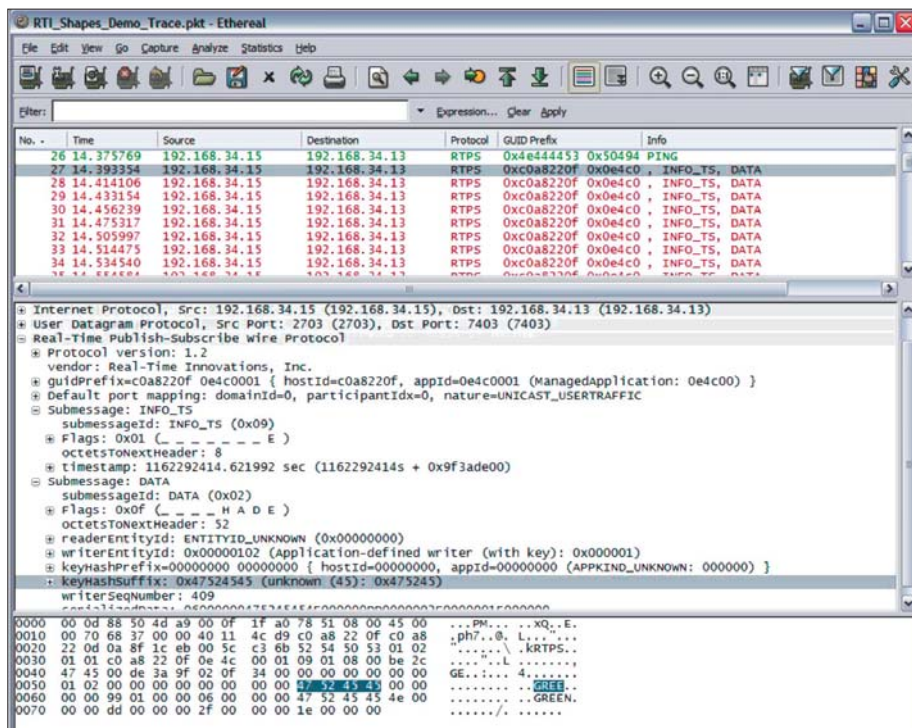 RTI_Shapes_Demo_Trace.pkt - Ethereal
File Edit View Go Capture Analyze Statistics Help
Filter: Expression... Clear Apply
No. - Time Source Destination Protocol GUID Prefix Info
26 14.375769 192.168.34.15 192.168.34.13 RTPS 0x4e444453 0x50494 PING
27 14.393354 192.168.34.15 192.168.34.13 RTPS 0xc0a8220f 0x0e4c0 , INFO_TS, DATA
28 14.414106 192.168.34.15 192.168.34.13 RTPS 0xc0a8220f 0x0e4c0 , INFO_TS, DATA
29 14.433154 192.168.34.15 192.168.34.13 RTPS 0xc0a8220f 0x0e4c0 , INFO_TS, DATA
30 14.456239 192.168.34.15 192.168.34.13 RTPS 0xc0a8220f 0x0e4c0 , INFO_TS, DATA
31 14.475317 192.168.34.15 192.168.34.13 RTPS 0xc0a8220f 0x0e4c0 , INFO_TS, DATA
32 14.505997 192.168.34.15 192.168.34.13 RTPS 0xc0a8220f 0x0e4c0 , INFO_TS, DATA
33 14.514475 192.168.34.15 192.168.34.13 RTPS 0xc0a8220f 0x0e4c0 , INFO_TS, DATA
34 14.534540 192.168.34.15 192.168.34.13 RTPS 0xc0a8220f 0x0e4c0 , INFO_TS, DATA
Internet Protocol, Src: 192.168.34.15 (192.168.34.15), Dst: 192.168.34.13 (192.168.34.13)
User Datagram Protocol, Src Port: 2703 (2703), Dst Port: 7403 (7403)
Real-Time Publish-Subscribe Wire Protocol
Protocol version: 1.2
vendor: Real-Time Innovations, Inc.
guidPrefix=c0a8220f 0e4c0001 { hostId=c0a8220f, appId=0e4c0001 (ManagedApplication: 0e4c00) }
Default port mapping: domainId=0, participantIdx=0, nature=UNICAST_USERTRAFFIC
Submessage: INFO_TS
submessageId: INFO_TS (0x09)
Flags: 0x01 (_ _ _ _ _ _ _ E )
octetsToNextHeader: 8
timestamp: 1162292414.621992 sec (1162292414s + 0x9f3ade00)
Submessage: DATA
submessageId: DATA (0x02)
Flags: 0x0f (_ _ _ _ H A D E )
octetsToNextHeader: 52
readerEntityId: ENTITYID_UNKNOWN (0x00000000)
writerEntityId: 0x00000102 (Application-defined writer (with key): 0x000001)
keyHashPrefix=00000000 00000000 { hostId=00000000, appId=00000000 (APPKIND_UNKNOWN: 000000) }
keyHashSuffix: 0x47524545 (unknown (45): 0x475245)
writerSeqNumber: 409
0000 00 0d 88 50 4d a9 00 0f 1f a0 78 51 08 00 45 00 ...PM... ..xQ..E.
0010 00 70 68 37 00 00 40 11 4c d9 c0 a8 22 0f c0 a8 .ph7..@. L..."...
0020 22 0d 0a 8f 1c eb 00 5c c3 6b 52 54 50 53 01 02 "......\ .kRTPS..
0030 01 01 c0 a8 22 0f 0e 4c 00 01 09 01 08 00 be 2c ...."..L .......,
0040 47 45 00 de 3a 9f 02 0f 34 00 00 00 00 00 00 00 GE..:... 4.......
0050 01 02 00 00 00 00 00 00 00 00 47 52 45 45 00 00 ........ ..GREE..
0060 00 00 99 01 00 00 06 00 00 00 47 52 45 45 4e 00 ........ ..GREEN.
0070 00 00 dd 00 00 00 2f 00 00 00 1e 00 00 00 ....../. ......